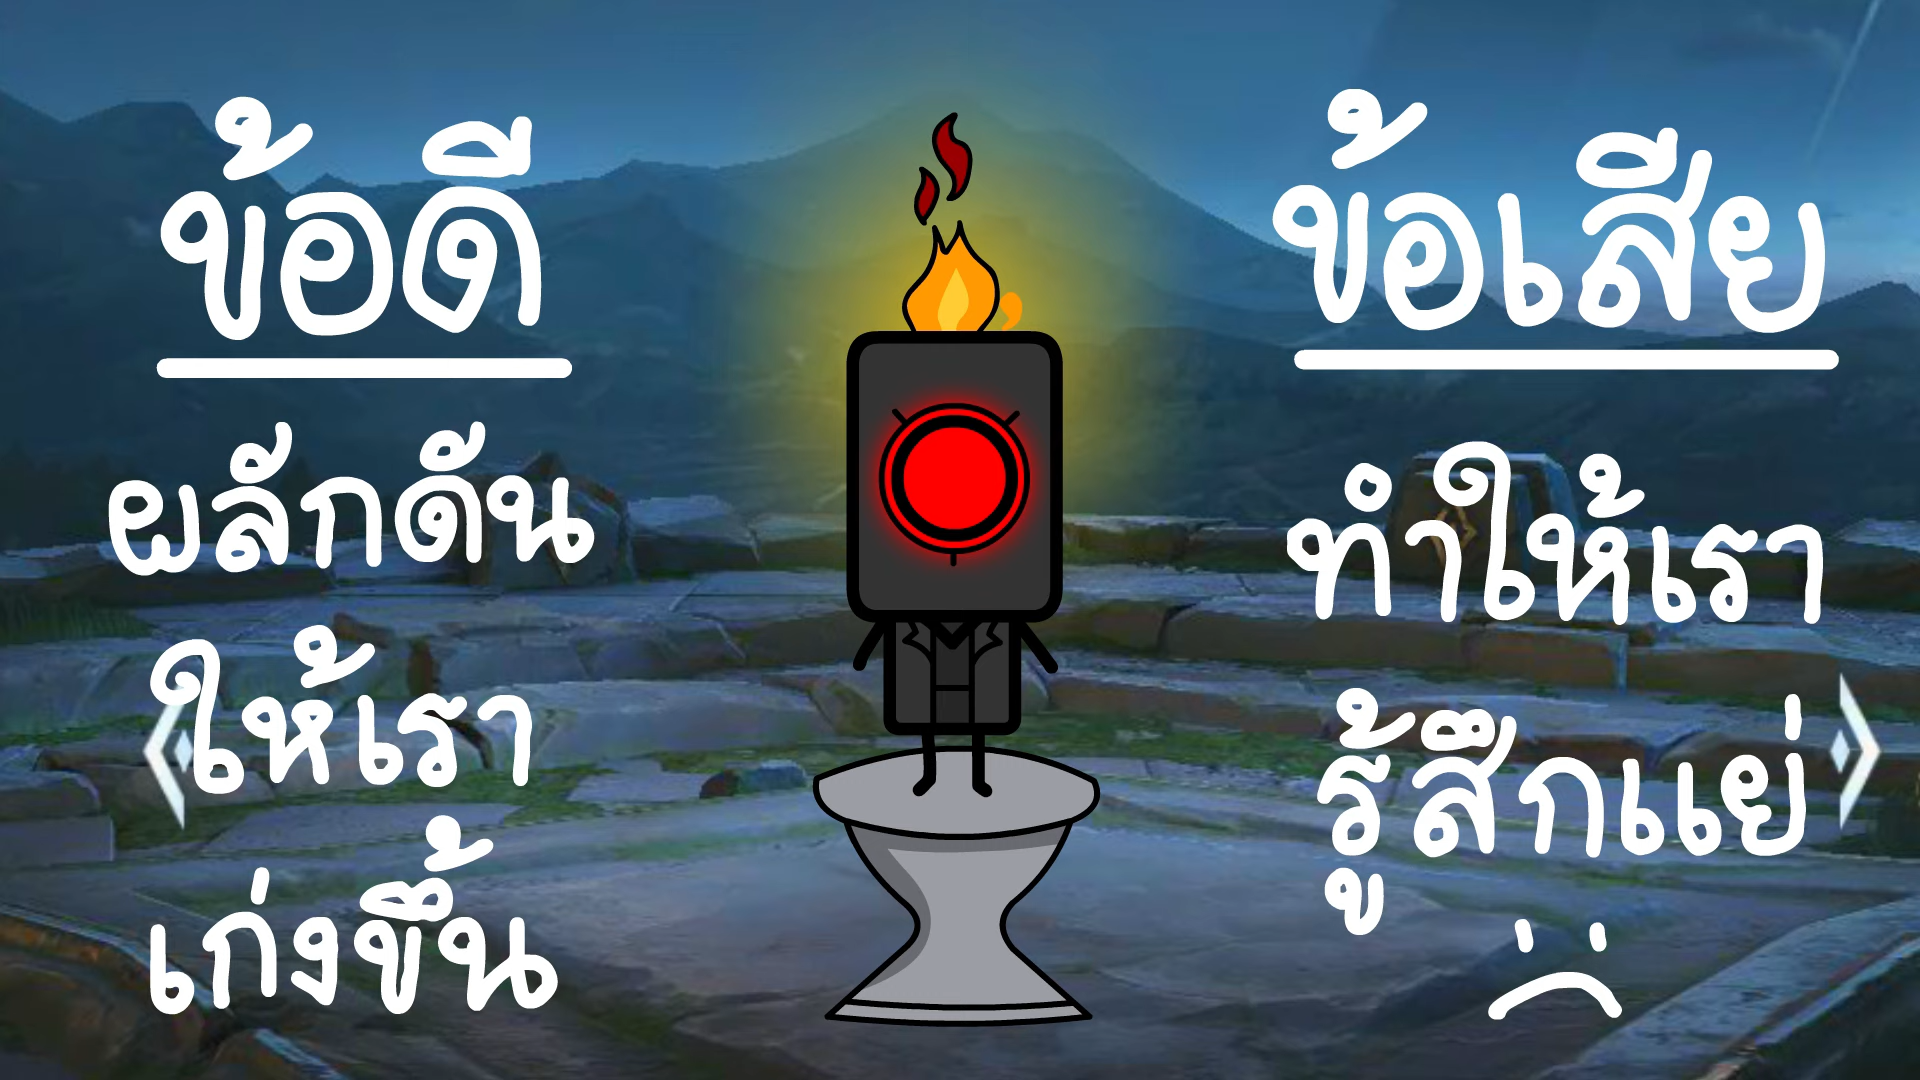 ข้อดี
ผลักดัน
ให้เรา
เก่งขึ้น
ข้อเสีย
ทำให้เรา
รู้สึกแย่